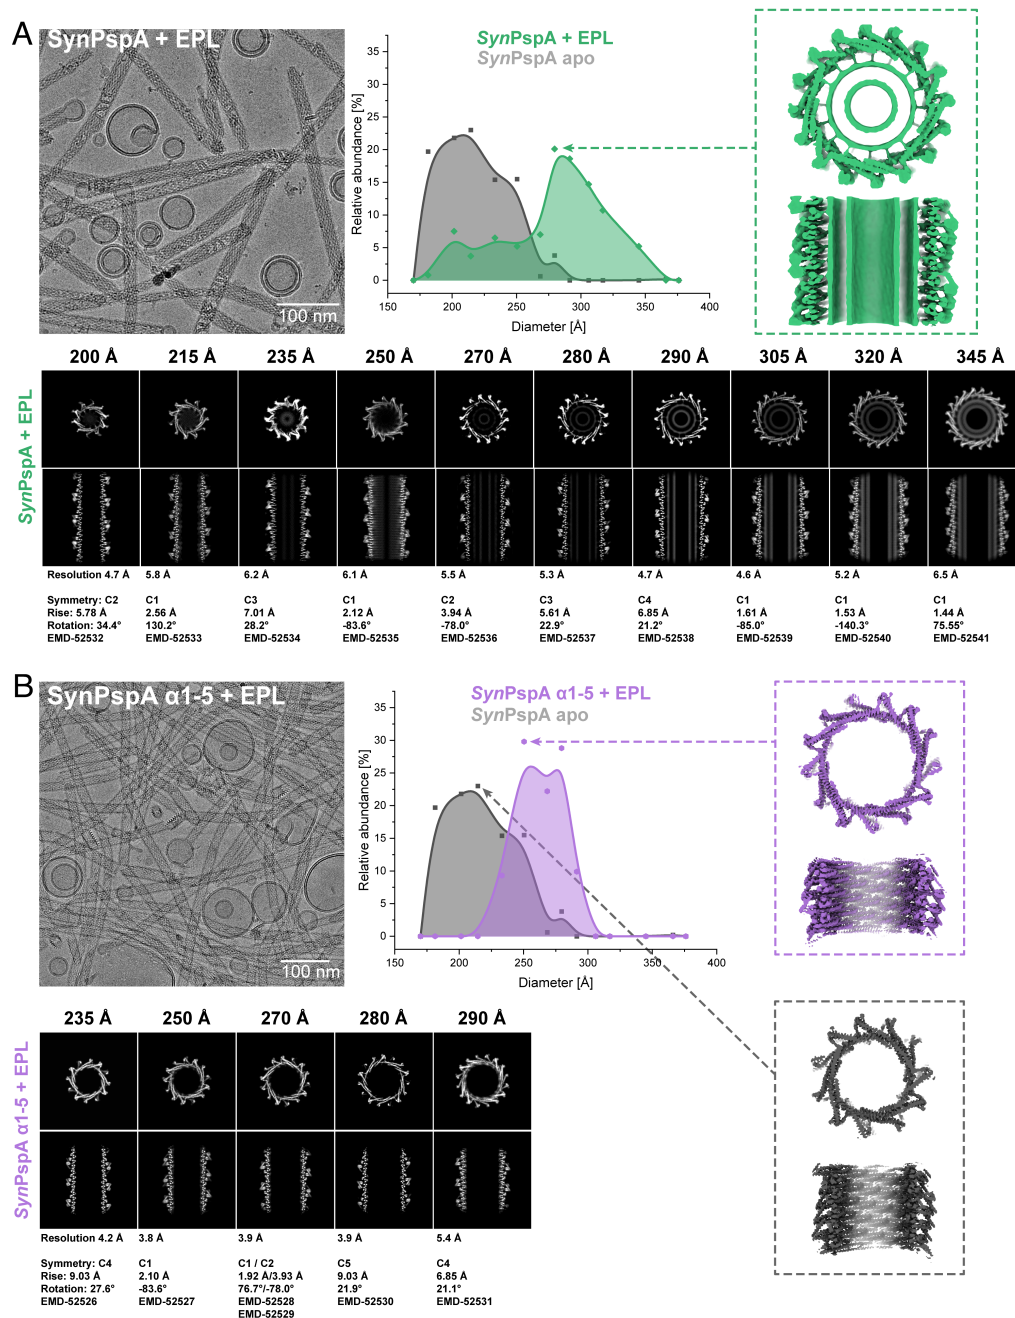 A
SynPspA + EPL
100 nm
SynPspA + EPL
SynPspA apo
Relative abundance [%]
35
30
25
20
15
10
5
0
150 200 250 300 350 400
Diameter [Å]
SynPspA + EPL
200 Å 215 Å 235 Å 250 Å 270 Å 280 Å 290 Å 305 Å 320 Å 345 Å
Resolution 4.7 Å 5.8 Å 6.2 Å 6.1 Å 5.5 Å 5.3 Å 4.7 Å 4.6 Å 5.2 Å 6.5 Å
Symmetry: C2 C1 C3 C1 C2 C3 C4 C1 C1 C1
Rise: 5.78 Å 2.56 Å 7.01 Å 2.12 Å 3.94 Å 5.61 Å 6.85 Å 1.61 Å 1.53 Å 1.44 Å
Rotation: 34.4° 130.2° 28.2° -83.6° -78.0° 22.9° 21.2° -85.0° -140.3° 75.55°
EMD-52532 EMD-52533 EMD-52534 EMD-52535 EMD-52536 EMD-52537 EMD-52538 EMD-52539 EMD-52540 EMD-52541
B
SynPspA α1-5 + EPL
100 nm
SynPspA α1-5 + EPL
SynPspA apo
Relative abundance [%]
35
30
25
20
15
10
5
0
150 200 250 300 350 400
Diameter [Å]
SynPspA α1-5 + EPL
235 Å 250 Å 270 Å 280 Å 290 Å
Resolution 4.2 Å 3.8 Å 3.9 Å 3.9 Å 5.4 Å
Symmetry: C4 C1 C1 / C2 C5 C4
Rise: 9.03 Å 2.10 Å 1.92 Å/3.93 Å 9.03 Å 6.85 Å
Rotation: 27.6° -83.6° 76.7°/-78.0° 21.9° 21.1°
EMD-52526 EMD-52527 EMD-52528 EMD-52530 EMD-52531
EMD-52529